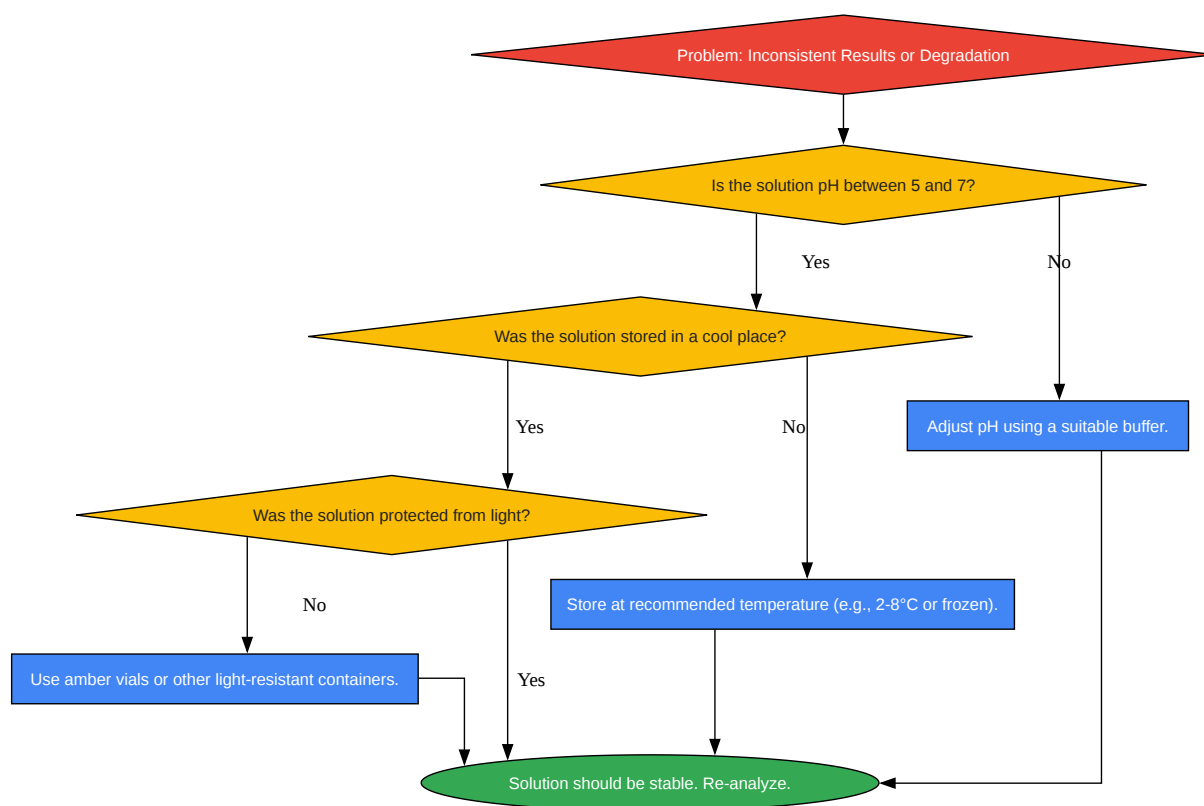 Problem: Inconsistent Results or Degradation
Is the solution pH between 5 and 7?
Yes
No
Was the solution stored in a cool place?
Yes
No
Adjust pH using a suitable buffer.
Was the solution protected from light?
No
Store at recommended temperature (e.g., 2-8°C or frozen).
Use amber vials or other light-resistant containers.
Yes
Solution should be stable. Re-analyze.